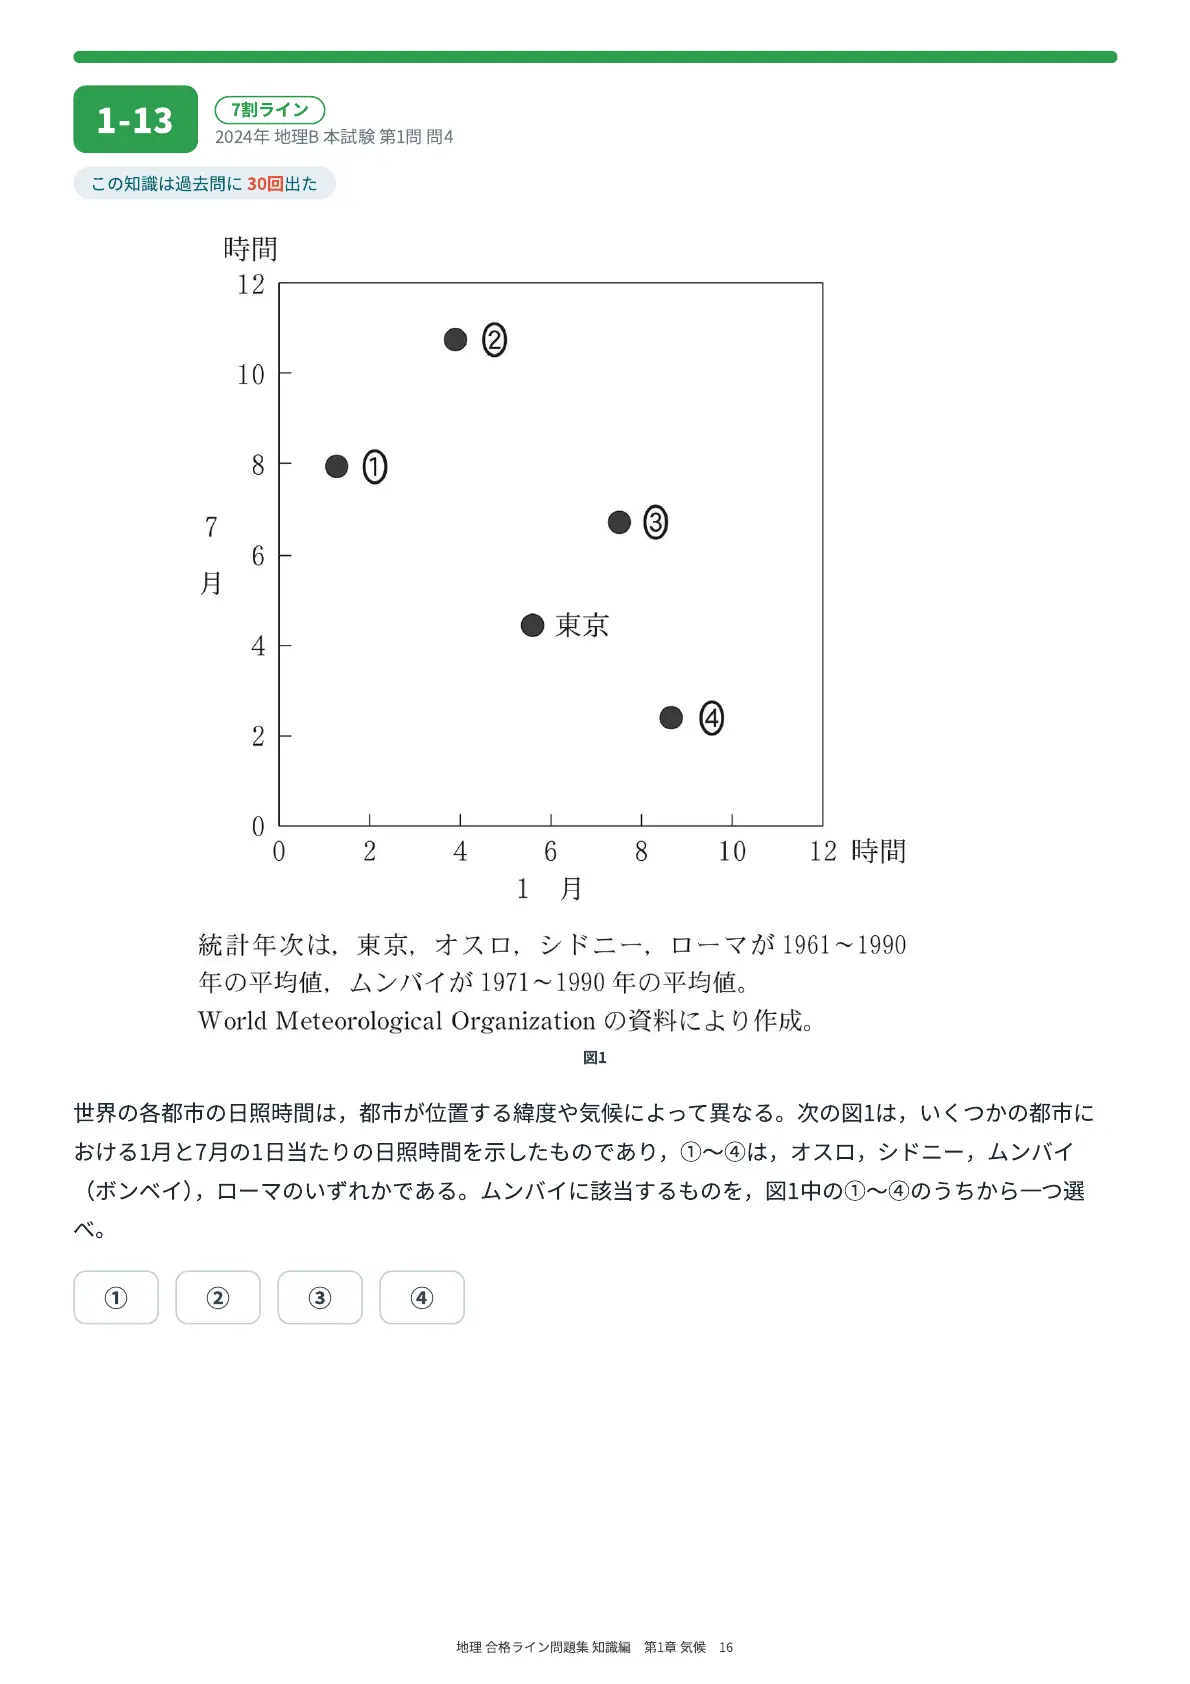 1-13
7割ライン
2024年 地理B 本試験 第1問 問4
この知識は過去問に 30回出た
時間
12
② 
10
8
①
7
月
③
6
東京
4
④
2
0
0 2 4 6 8 10 12 時間
1 月
統計年次は，東京，オスロ，シドニー，ローマが 1961～1990
年の平均値，ムンバイが 1971～1990 年の平均値。
World Meteorological Organization の資料により作成。
図1
世界の各都市の日照時間は，都市が位置する緯度や気候によって異なる。次の図1は，いくつかの都市に
おける1月と7月の1日当たりの日照時間を示したものであり，①～④は，オスロ，シドニー，ムンバイ
（ボンベイ），ローマのいずれかである。ムンバイに該当するものを，図1中の①～④のうちから一つ選
べ。
① ② ③ ④
地理 合格ライン問題集 知識編 第1章 気候 16